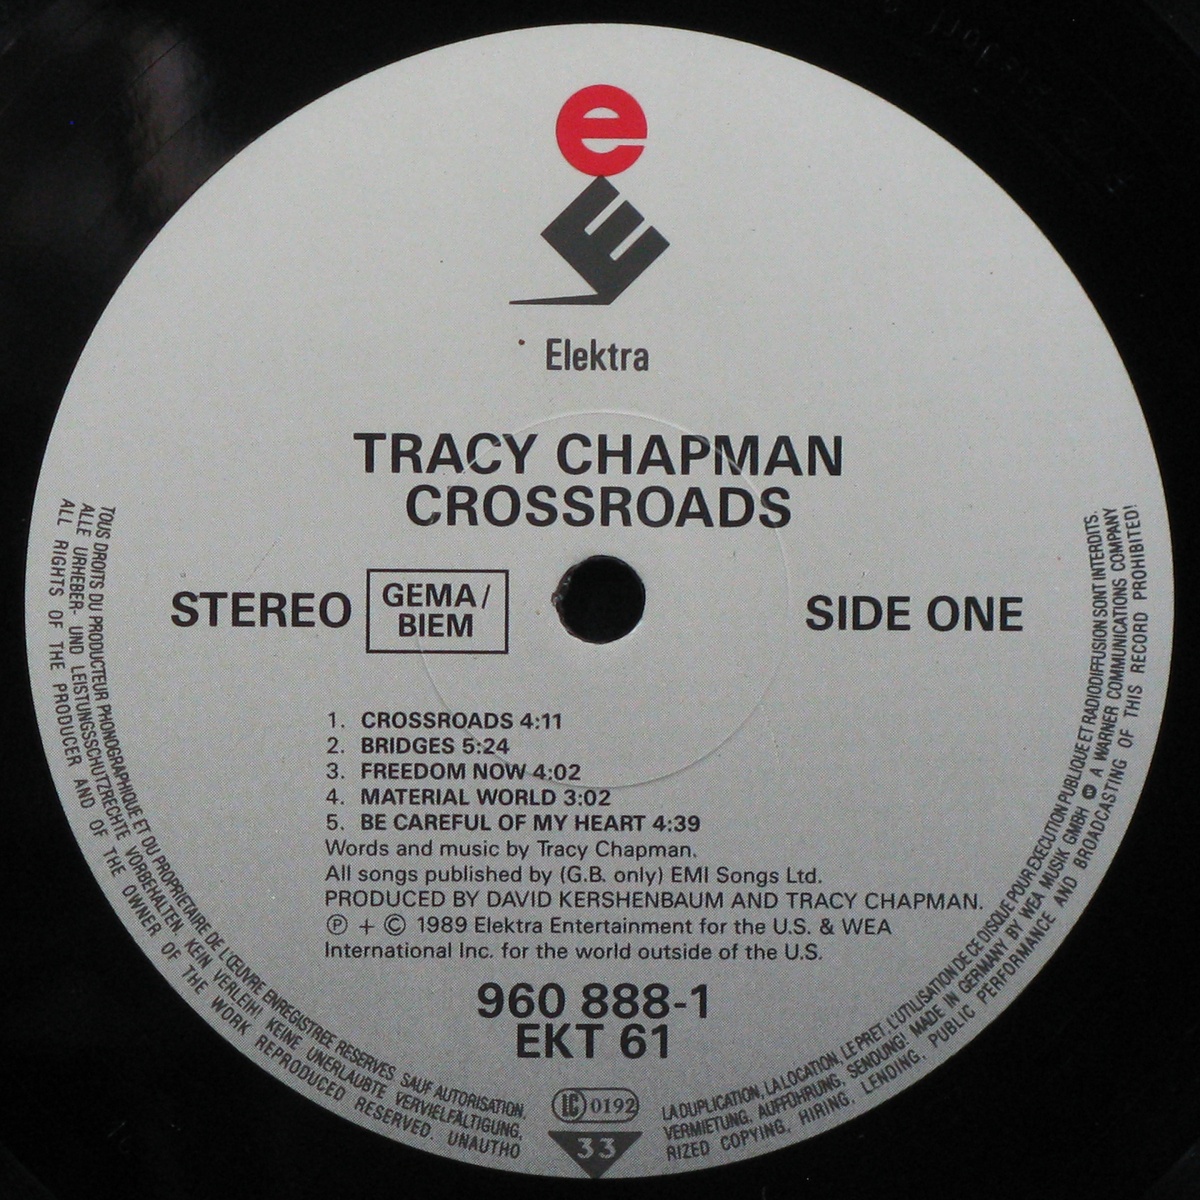 e
E
Elektra
TRACY CHAPMAN
CROSSROADS
STEREO
GEMA/
BIEM
SIDE ONE
1. CROSSROADS 4:11
2. BRIDGES 5:24
3. FREEDOM NOW 4:02
4. MATERIAL WORLD 3:02
5. BE CAREFUL OF MY HEART 4:39
Words and music by Tracy Chapman.
All songs published by (G.B. only) EMI Songs Ltd.
PRODUCED BY DAVID KERSHENBAUM AND TRACY CHAPMAN.
℗ + © 1989 Elektra Entertainment for the U.S. & WEA
International Inc. for the world outside of the U.S.
960 888-1
EKT 61
LC 0192
33
TOUS DROITS DU PRODUCTEUR PHONOGRAPHIQUE ET DU PROPRIETAIRE DE L'ŒUVRE ENREGISTREE RESERVES SAUF AUTORISATION,
LA DUPLICATION, LA LOCATION, LE PRET, L'UTILISATION DE CE DISQUE POUR EXECUTION PUBLIQUE ET RADIODIFFUSION SONT INTERDITS.
ALLE URHEBER- UND LEISTUNGSSCHUTZRECHTE VORBEHALTEN. KEIN VERLEIH! KEINE UNERLAUBTE VERVIELFÄLTIGUNG,
VERMIETUNG, AUFFÜHRUNG, SENDUNG! MADE IN GERMANY BY WEA MUSIK GMBH A WARNER COMMUNICATIONS COMPANY
ALL RIGHTS OF THE PRODUCER AND OF THE OWNER OF THE WORK REPRODUCED RESERVED. UNAUTHO
RIZED COPYING, HIRING, LENDING, PUBLIC PERFORMANCE AND BROADCASTING OF THIS RECORD PROHIBITED!